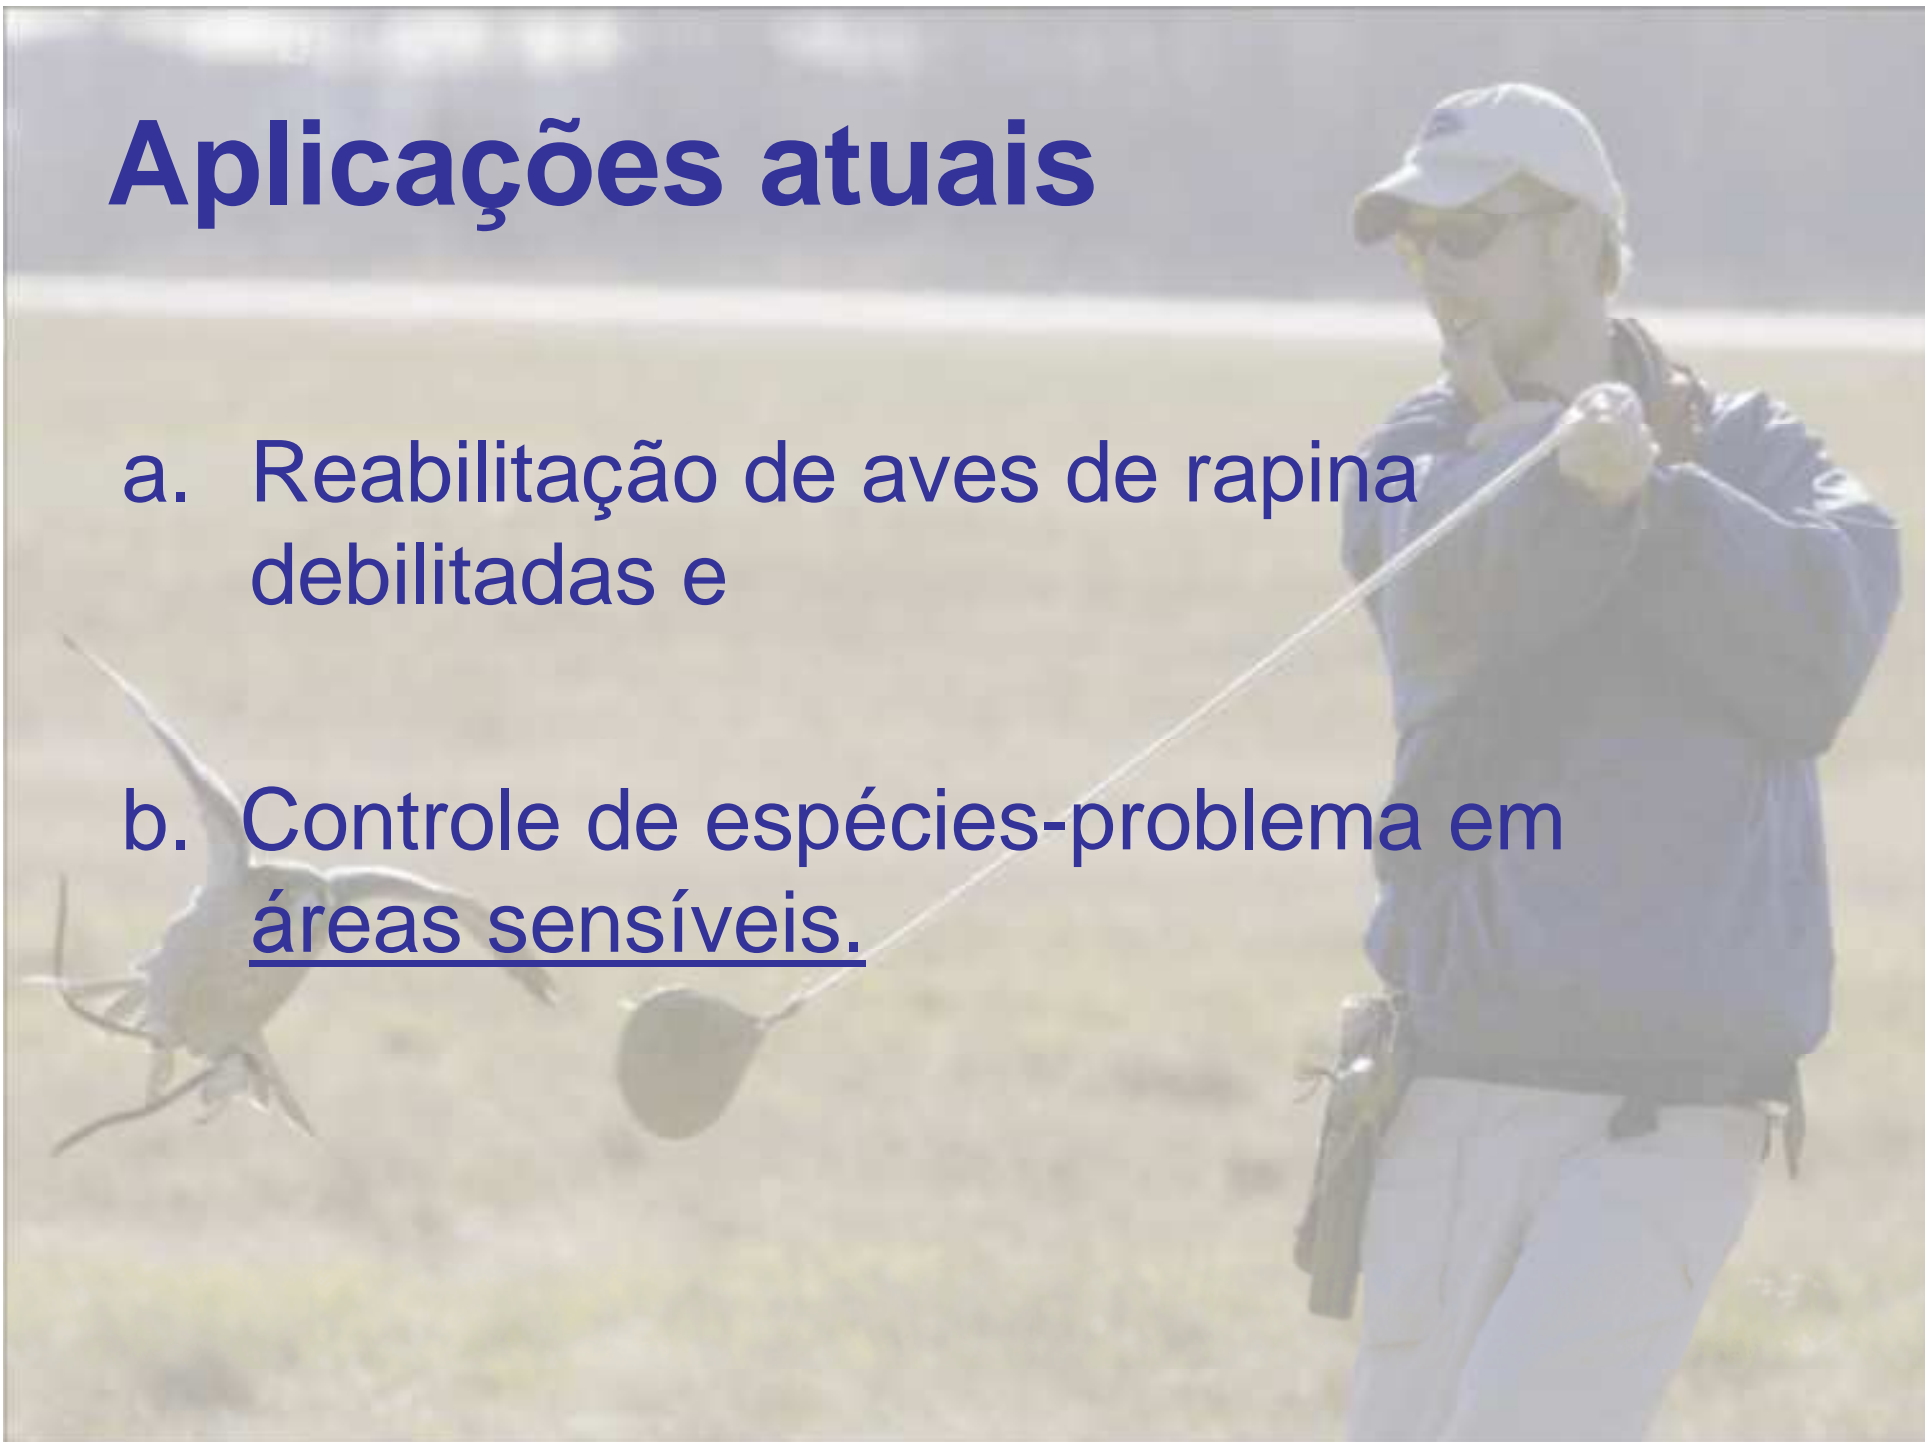 Aplicações atuais
a. Reabilitação de aves de rapina
debilitadas e
b. Controle de espécies-problema em
áreas sensíveis.